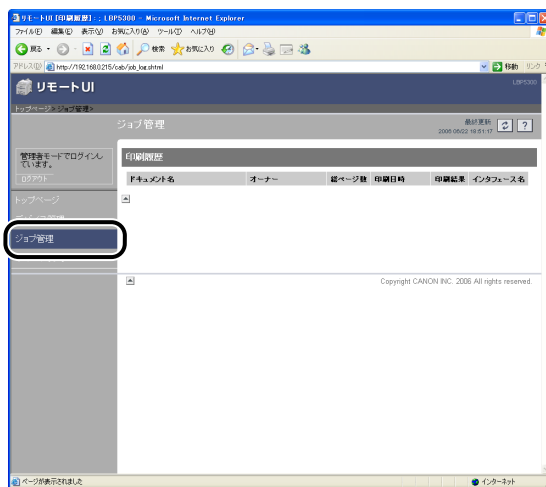 リモートUI [印刷履歴] : ; LBP5300 - Microsoft Internet Explorer
ファイル(F) 編集(E) 表示(V) お気に入り(A) ツール(T) ヘルプ(H)
戻る 検索 お気に入り
アドレス(D) http://192.168.0.215/cab/job_log.shtml 移動 リンク
リモートUI LBP5300
トップページ> ジョブ管理>
ジョブ管理 最終更新
2006 06/22 18:51:17
管理者モードでログインし
ています。
ログアウト
印刷履歴
ドキュメント名 オーナー 総ページ数 印刷日時 印刷結果 インタフェース名
トップページ
ジョブ管理
Copyright CANON INC. 2006 All rights reserved.
ページが表示されました インターネット